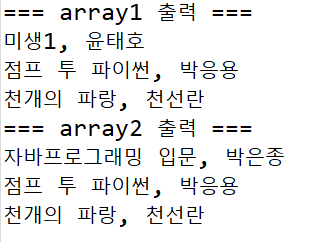 === array1 출력 ===
미생1, 윤태호
점프 투 파이썬, 박응용
천개의 파랑, 천선란
=== array2 출력 ===
자바프로그래밍 입문, 박은종
점프 투 파이썬, 박응용
천개의 파랑, 천선란